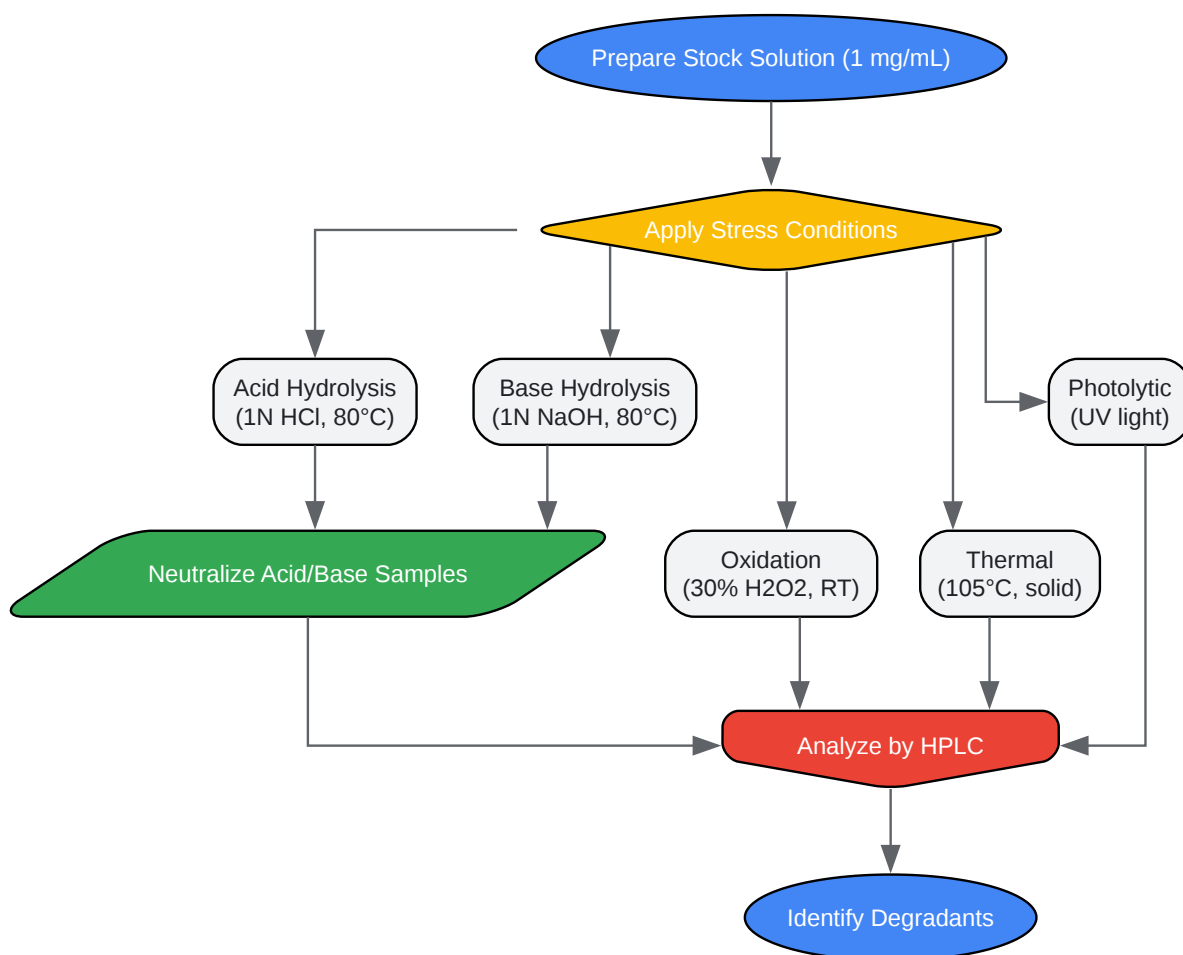 Prepare Stock Solution (1 mg/mL)
Apply Stress Conditions
Acid Hydrolysis
(1N HCl, 80°C)
Base Hydrolysis
(1N NaOH, 80°C)
Photolytic
(UV light)
Neutralize Acid/Base Samples
Oxidation
(30% H2O2, RT)
Thermal
(105°C, solid)
Analyze by HPLC
Identify Degradants